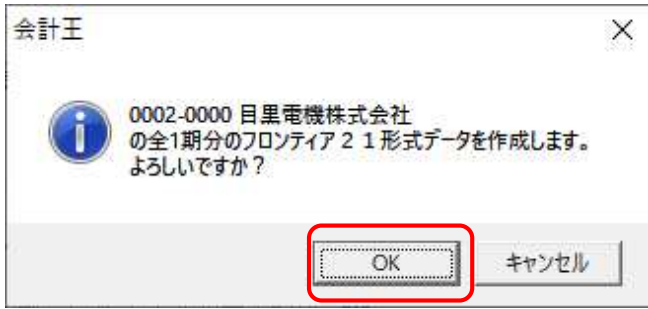 会計王
0002-0000 目黒電機株式会社
の全1期分のフロンティア２１形式データを作成します。
よろしいですか？
OK
キャンセル